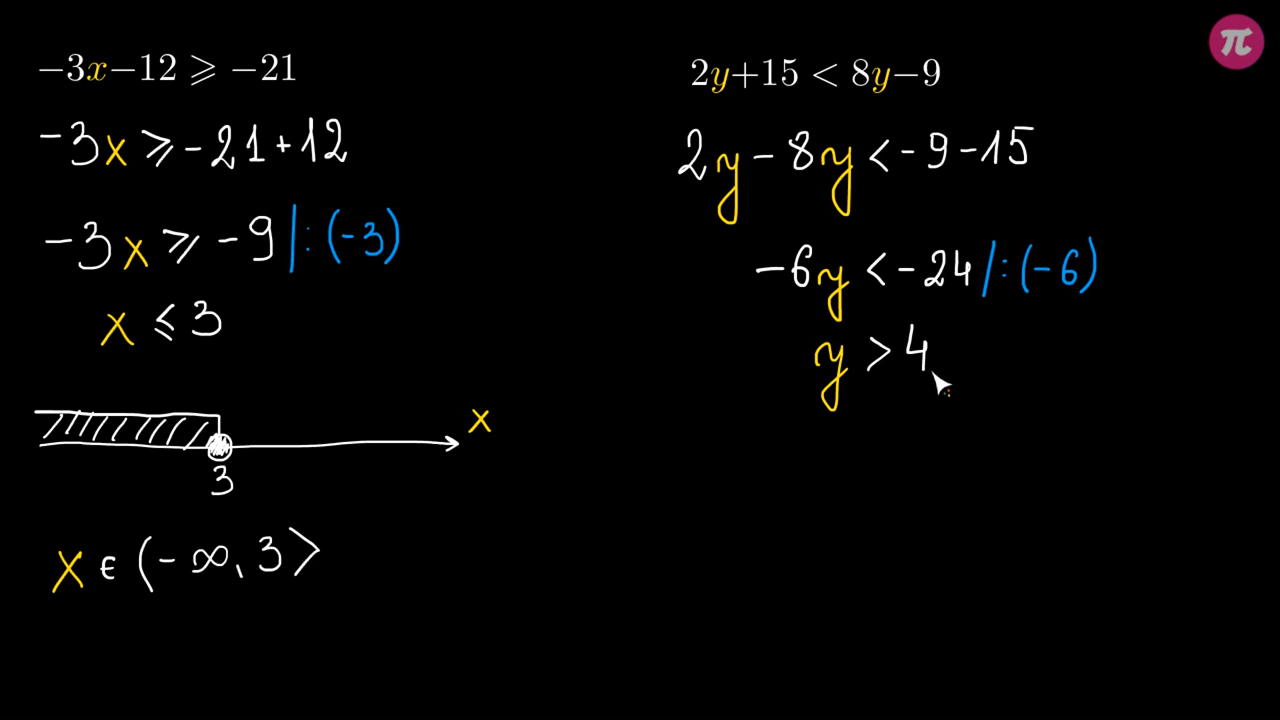 −3x−12 ⩾ −21
-3x ⩾ -21+12
-3x ⩾ -9 |:(-3)
x ⩽ 3
x
3
x ∈ (-∞, 3>
2y+15 < 8y−9
2y - 8y < -9 -15
-6y < -24 |:(-6)
y > 4
π